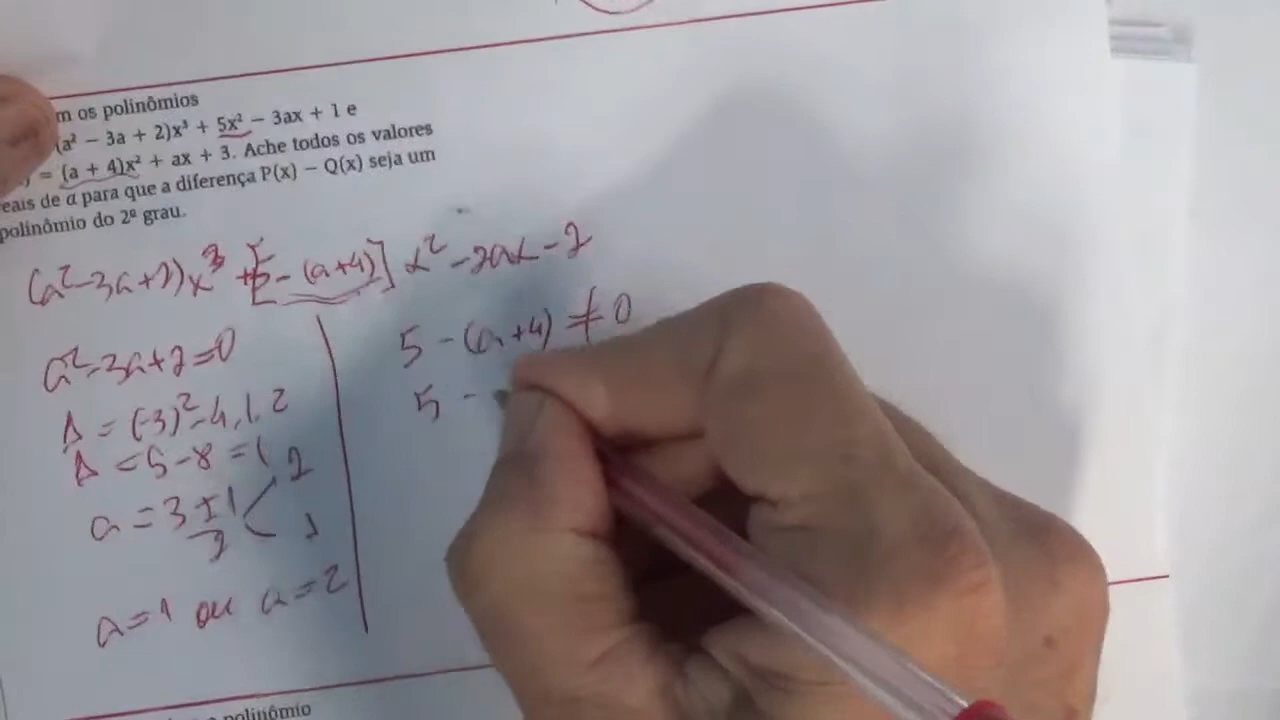 m os polinômios
(a² − 3a + 2)x³ + 5x² − 3ax + 1 e
= (a + 4)x² + ax + 3. Ache todos os valores
eais de a para que a diferença P(x) − Q(x) seja um
polinômio do 2º grau.
(a²-3a+2)x³ +[5-(a+4)] x² -2ax -2
a²-3a+2=0
Δ = (-3)²-4.1.2
Δ = 9-8 = 1
a = 3±1/2 < 2
1
a=1 ou a=2
5 -(a+4) ≠ 0
5 -
polinômio